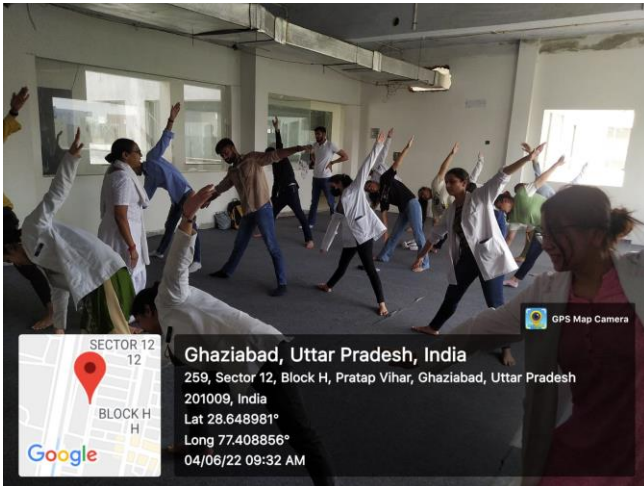 GPS Map Camera
SECTOR 12
12
BLOCK H
H
Google
Ghaziabad, Uttar Pradesh, India
259, Sector 12, Block H, Pratap Vihar, Ghaziabad, Uttar Pradesh
201009, India
Lat 28.648981°
Long 77.408856°
04/06/22 09:32 AM